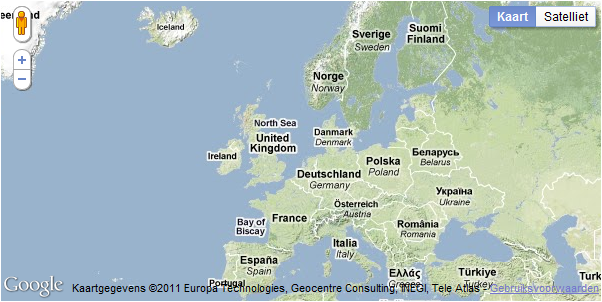 Kaart
Satelliet
Ísland
Iceland
Sverige
Sweden
Suomi
Finland
Norge
Norway
North Sea
Danmark
Denmark
United
Kingdom
Ireland
Беларусь
Belarus
Polska
Poland
Deutschland
Germany
Україна
Ukraine
Österreich
Austria
France
Bay of
Biscay
România
Romania
Italia
Italy
España
Spain
Portugal
Ελλάς
Greece
Türkiye
Turkey
Google
Kaartgegevens ©2011 Europa Technologies, Geocentre Consulting, INEGI, Tele Atlas - Gebruiksvoorwaarden